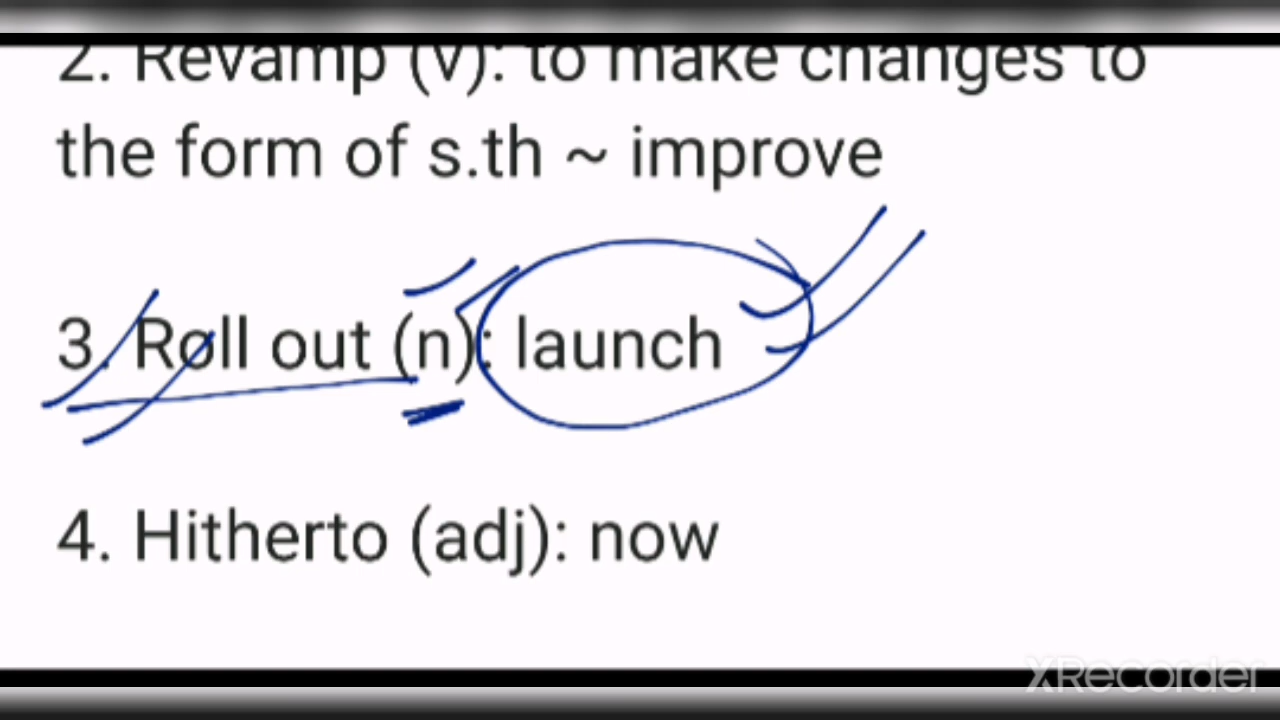 2. Revamp (v): to make changes to
the form of s.th ~ improve
3. Roll out (n): launch
4. Hitherto (adj): now
XRecorder